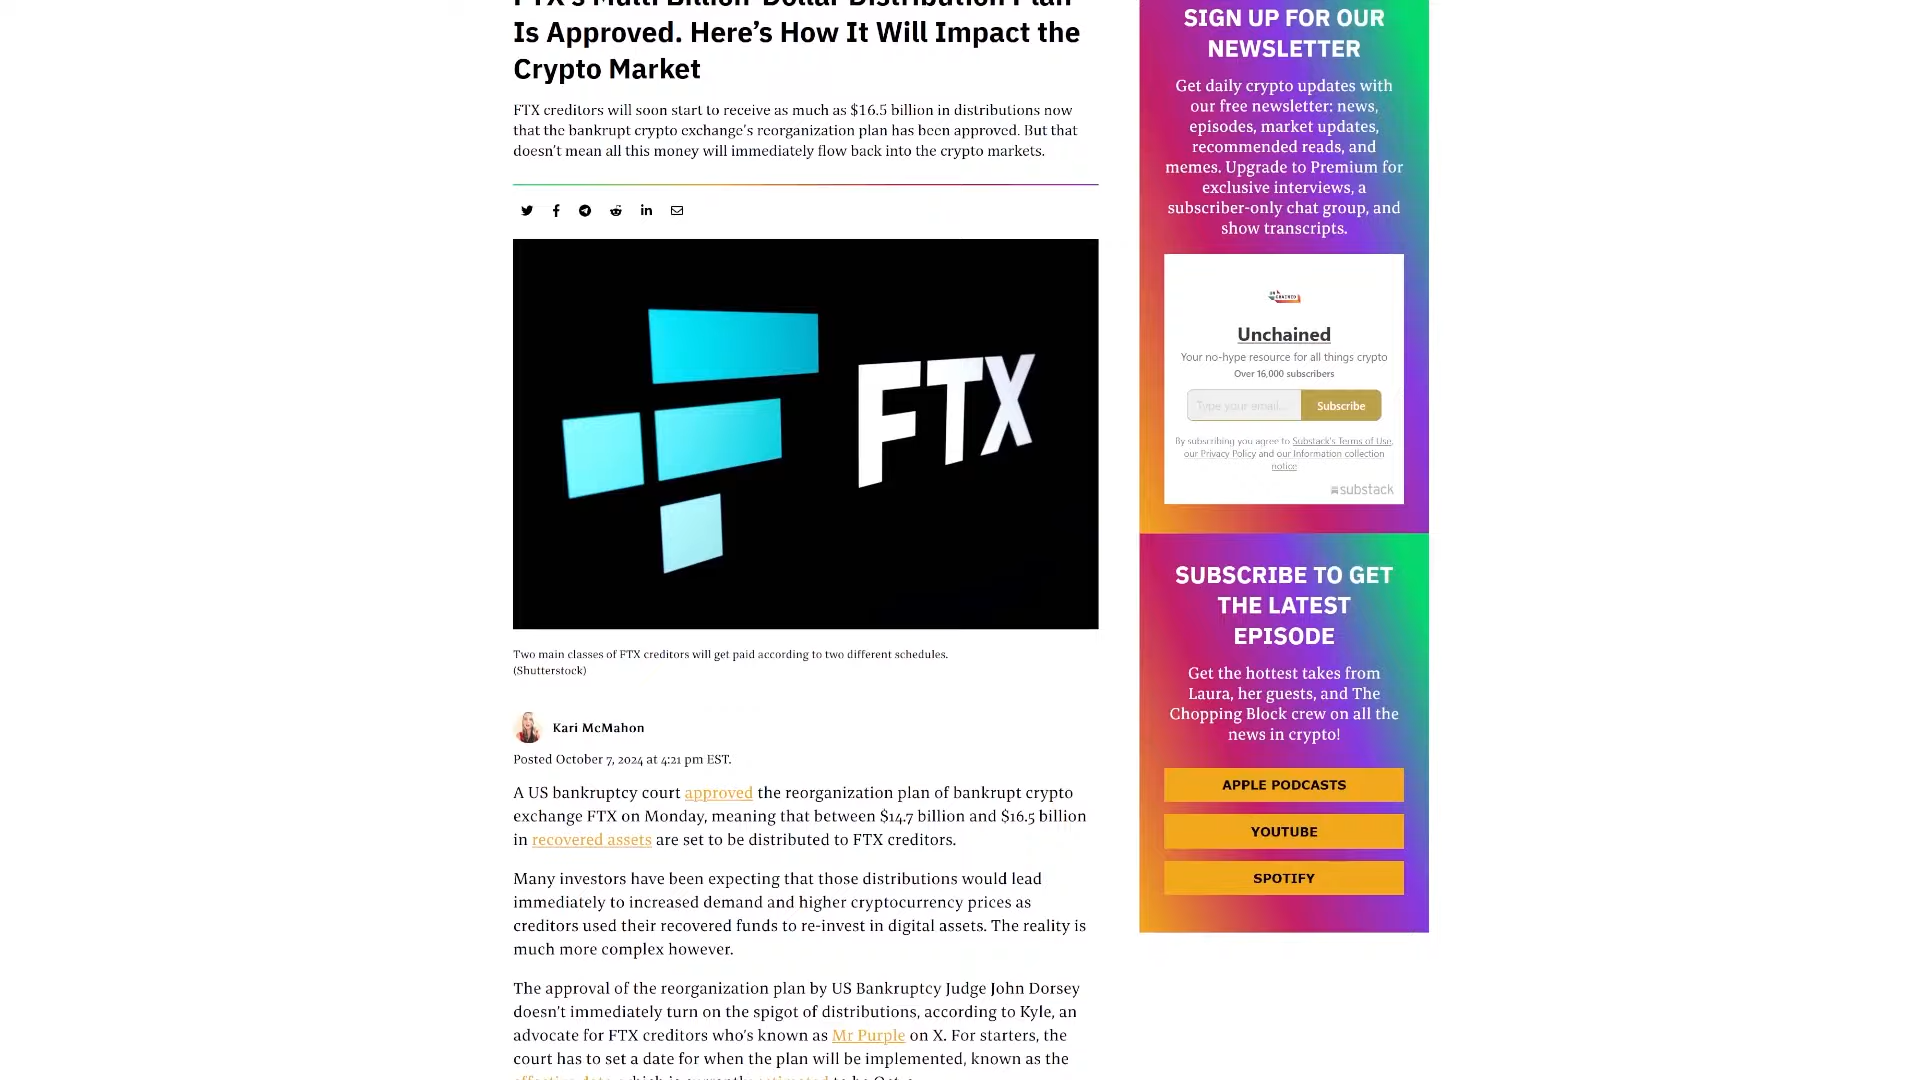 FTX's Multi Billion-Dollar Distribution Plan
Is Approved. Here's How It Will Impact the
Crypto Market
FTX creditors will soon start to receive as much as $16.5 billion in distributions now
that the bankrupt crypto exchange's reorganization plan has been approved. But that
doesn't mean all this money will immediately flow back into the crypto markets.
FTX
Two main classes of FTX creditors will get paid according to two different schedules.
(Shutterstock)
Kari McMahon
Posted October 7, 2024 at 4:21 pm EST.
A US bankruptcy court approved the reorganization plan of bankrupt crypto
exchange FTX on Monday, meaning that between $14.7 billion and $16.5 billion
in recovered assets are set to be distributed to FTX creditors.
Many investors have been expecting that those distributions would lead
immediately to increased demand and higher cryptocurrency prices as
creditors used their recovered funds to re-invest in digital assets. The reality is
much more complex however.
The approval of the reorganization plan by US Bankruptcy Judge John Dorsey
doesn't immediately turn on the spigot of distributions, according to Kyle, an
advocate for FTX creditors who's known as Mr Purple on X. For starters, the
court has to set a date for when the plan will be implemented, known as the
SIGN UP FOR OUR
NEWSLETTER
Get daily crypto updates with
our free newsletter: news,
episodes, market updates,
recommended reads, and
memes. Upgrade to Premium for
exclusive interviews, a
subscriber-only chat group, and
show transcripts.
Unchained
Your no-hype resource for all things crypto
Over 16,000 subscribers
Type your email...
Subscribe
By subscribing you agree to Substack's Terms of Use,
our Privacy Policy and our Information collection
notice
substack
SUBSCRIBE TO GET
THE LATEST
EPISODE
Get the hottest takes from
Laura, her guests, and The
Chopping Block crew on all the
news in crypto!
APPLE PODCASTS
YOUTUBE
SPOTIFY